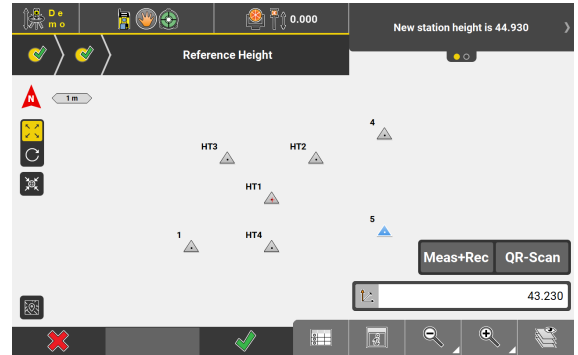 De
mo
0.000
New station height is 44.930
Reference Height
N
1 m
4
HT3
HT2
HT1
5
1
HT4
Meas+Rec
QR-Scan
43.230